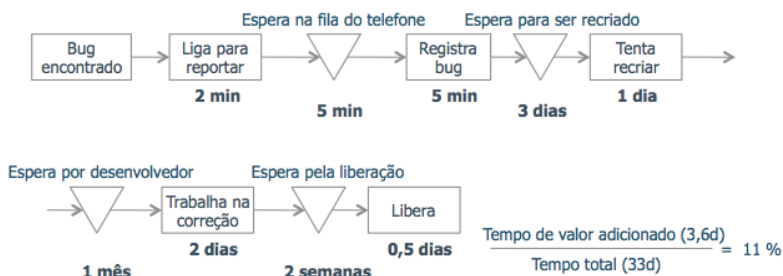 Espera na fila do telefone
Espera para ser recriado
Bug
encontrado
Liga para
reportar
Registra
bug
Tenta
recriar
2 min
5 min
5 min
3 dias
1 dia
Espera por desenvolvedor
Espera pela liberação
Trabalha na
correção
Libera
1 mês
2 dias
2 semanas
0,5 dias
Tempo de valor adicionado (3,6d)
Tempo total (33d)
= 11 %